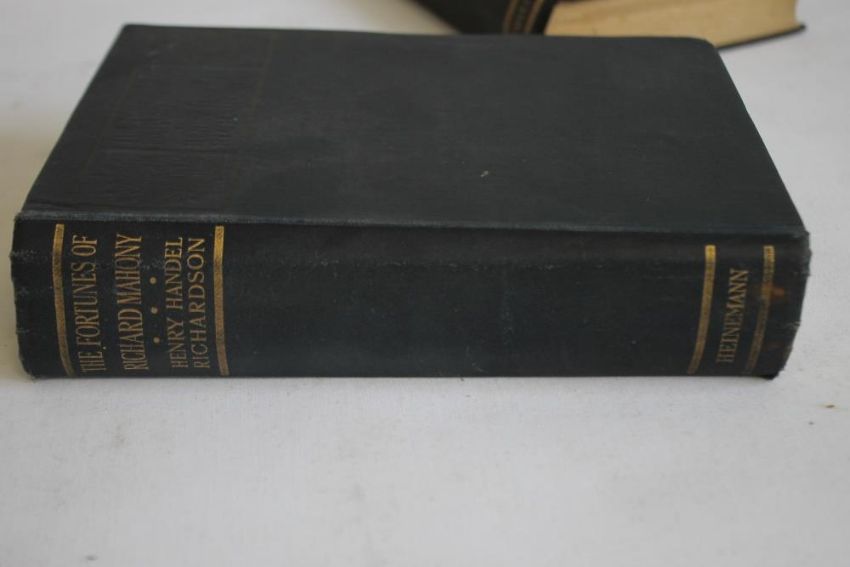 THE FORTUNES OF
RICHARD MAHONY
HENRY HANDEL
RICHARDSON
HEINEMANN